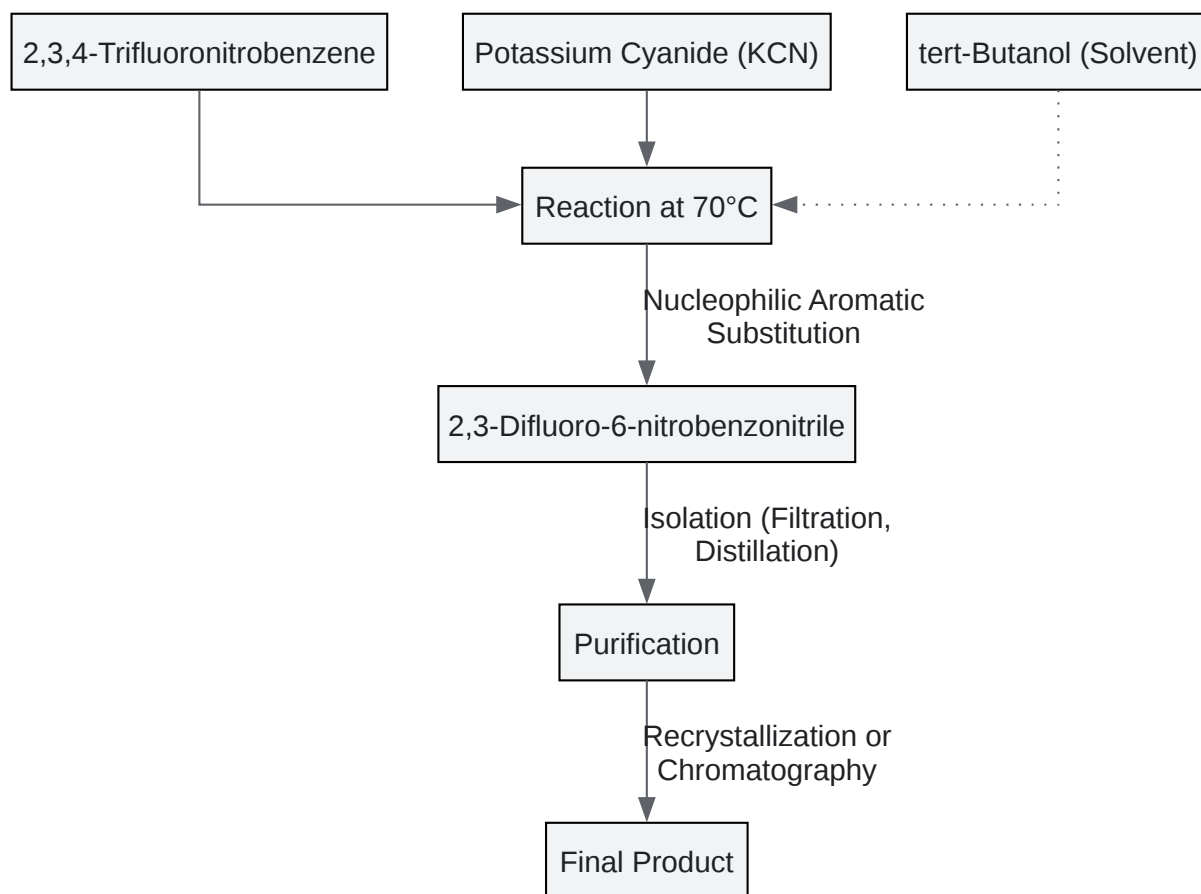 2,3,4-Trifluoronitrobenzene
Potassium Cyanide (KCN)
tert-Butanol (Solvent)
Reaction at 70°C
Nucleophilic Aromatic
Substitution
2,3-Difluoro-6-nitrobenzonitrile
Isolation (Filtration,
Distillation)
Purification
Recrystallization or
Chromatography
Final Product